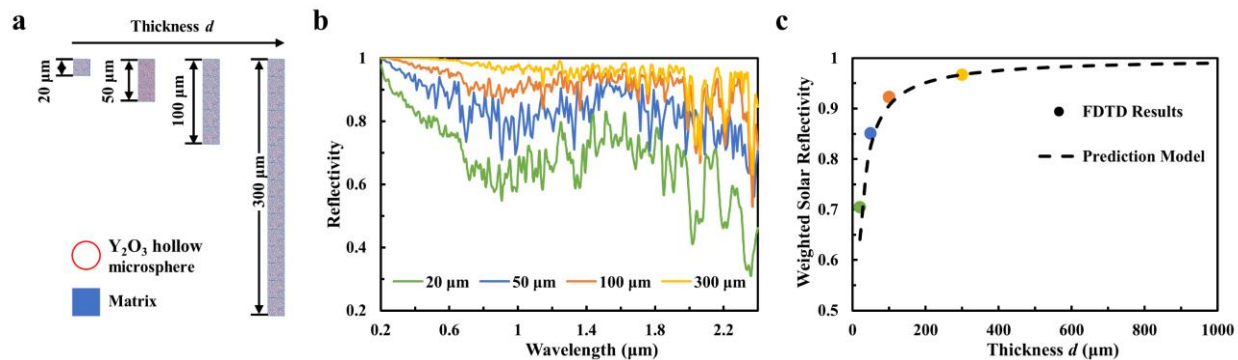 a
Thickness d
20 μm
50 μm
100 μm
300 μm
Y₂O₃ hollow
microsphere
Matrix
b
Reflectivity
1
0.8
0.6
0.4
0.2
20 μm 50 μm 100 μm 300 μm
0.2 0.6 1 1.4 1.8 2.2
Wavelength (μm)
c
Weighted Solar Reflectivity
1
0.9
0.8
0.7
0.6
0.5
FDTD Results
Prediction Model
0 200 400 600 800 1000
Thickness d (μm)